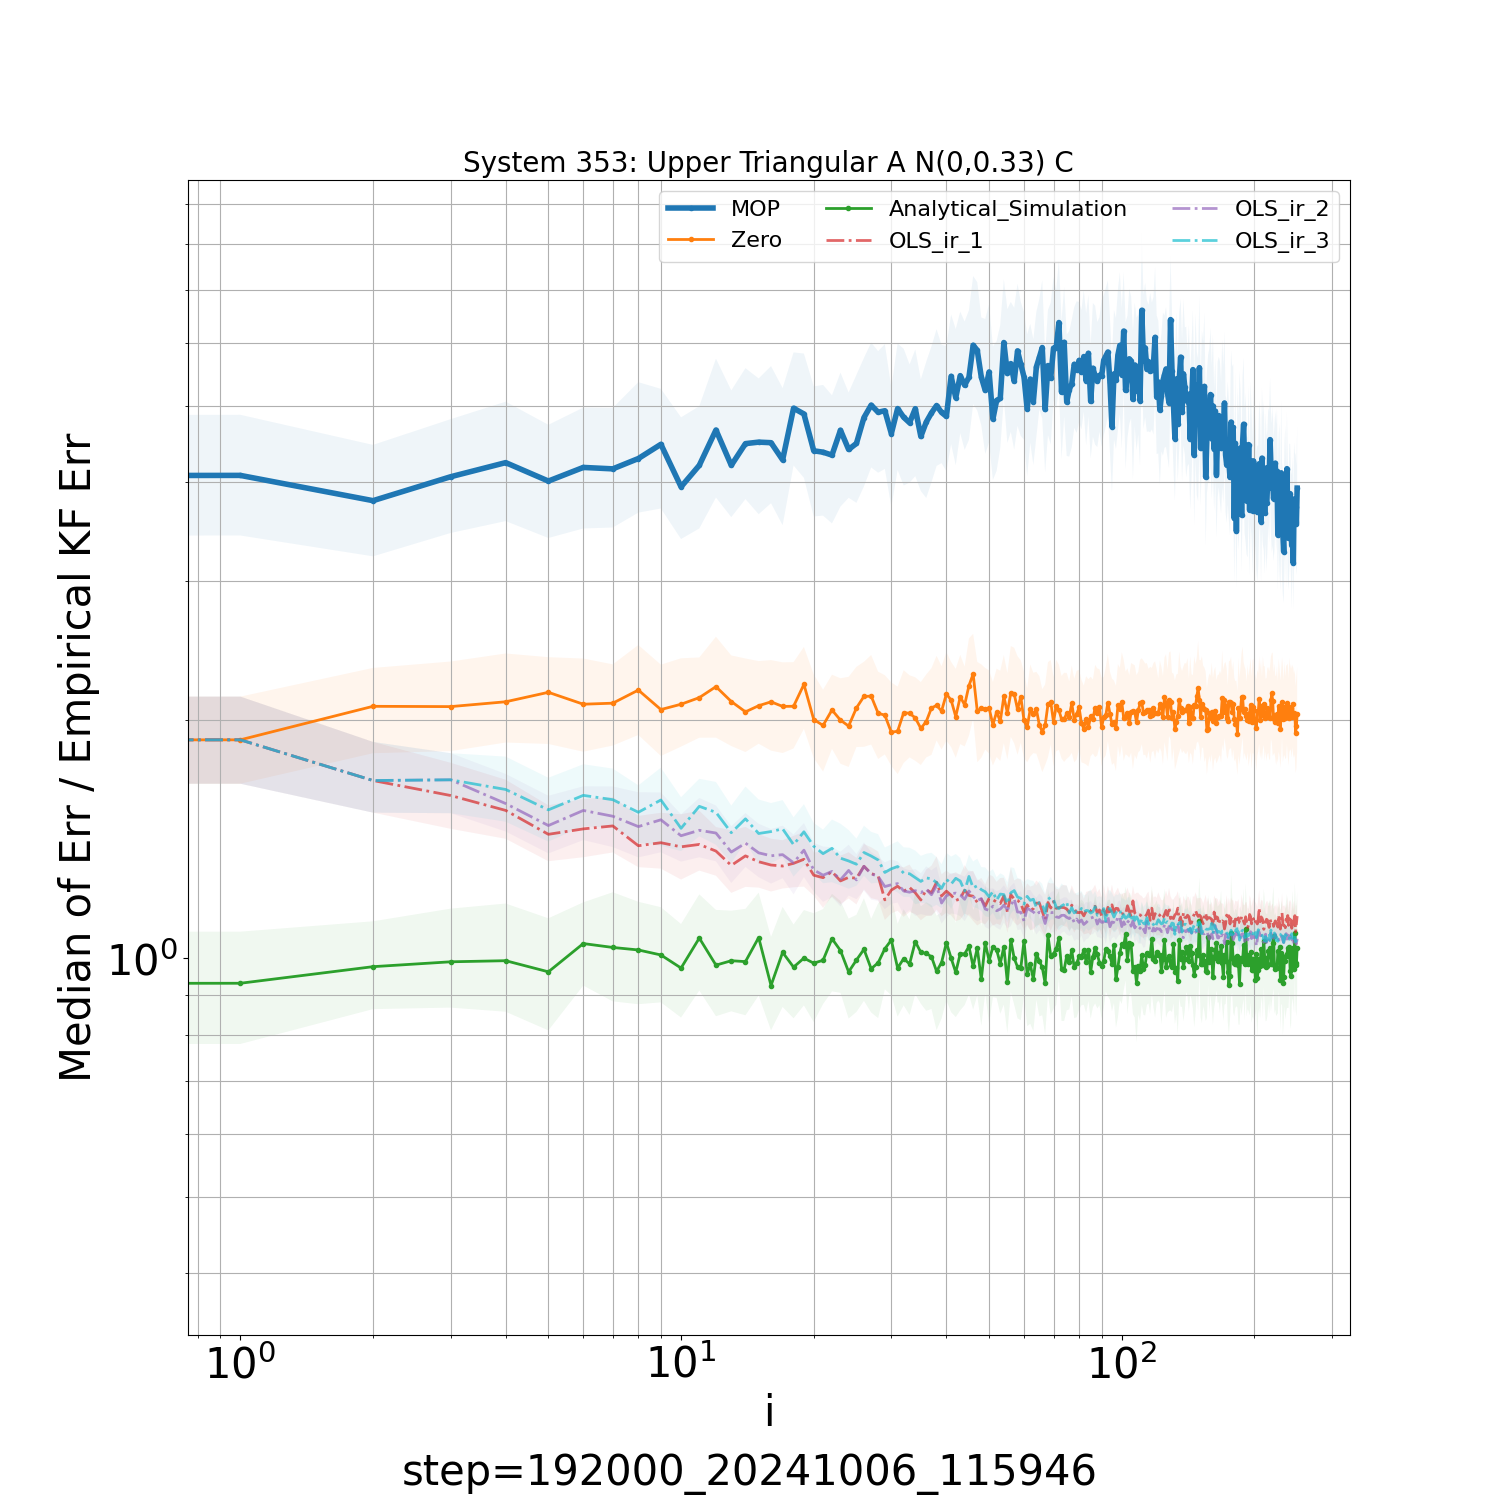 System 353: Upper Triangular A N(0,0.33) C
MOP
Zero
Analytical_Simulation
OLS_ir_1
OLS_ir_2
OLS_ir_3
Median of Err / Empirical KF Err
10⁰
10⁰
10¹
10²
i
step=192000_20241006_115946